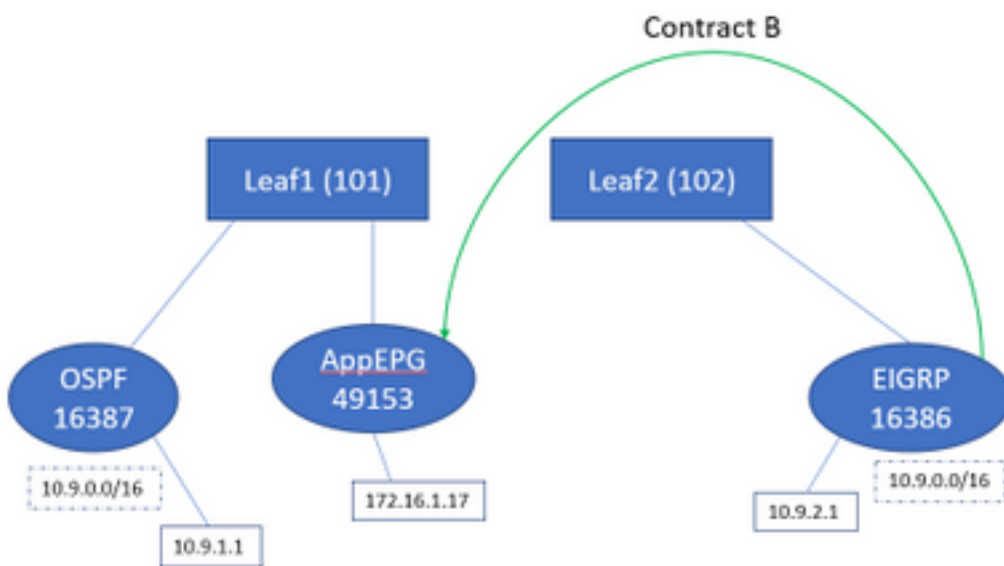 Contract B
Leaf1 (101)
Leaf2 (102)
OSPF
16387
AppEPG
49153
EIGRP
16386
10.9.0.0/16
10.9.1.1
172.16.1.17
10.9.2.1
10.9.0.0/16